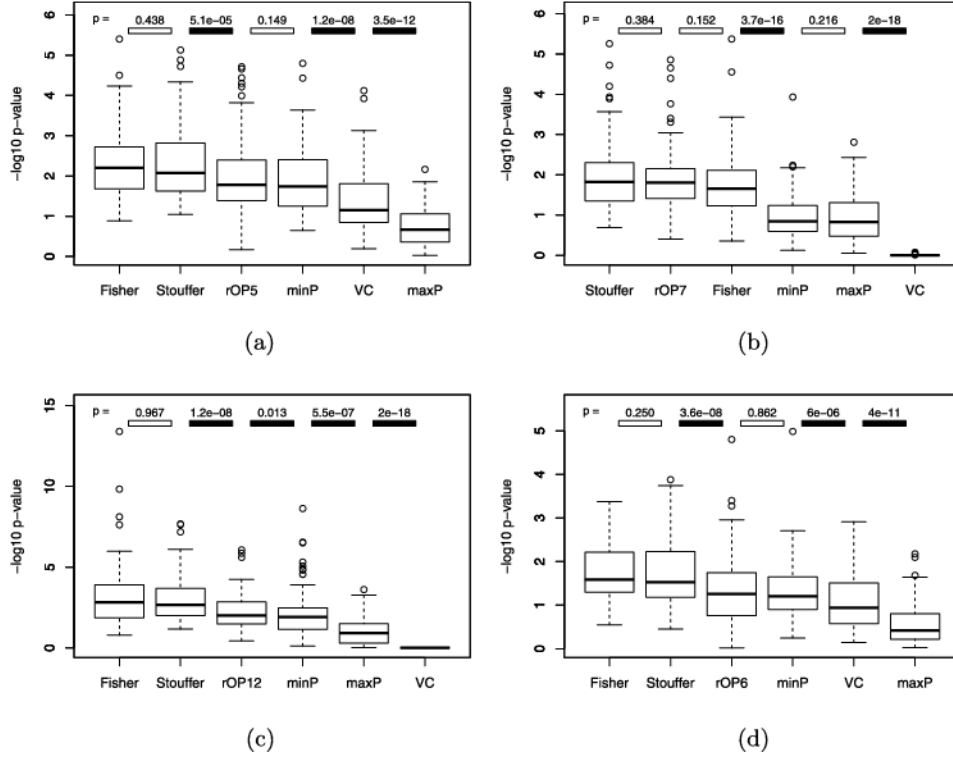 p = 0.438 5.1e-05 0.149 1.2e-08 3.5e-12
6
5
4
3
2
1
0
-log10 p-value
Fisher Stouffer rOP5 minP VC maxP
(a)
p = 0.384 0.152 3.7e-16 0.216 2e-18
6
5
4
3
2
1
0
-log10 p-value
Stouffer rOP7 Fisher minP maxP VC
(b)
p = 0.967 1.2e-08 0.013 5.5e-07 2e-18
15
10
5
0
-log10 p-value
Fisher Stouffer rOP12 minP maxP VC
(c)
p = 0.250 3.6e-08 0.862 6e-06 4e-11
5
4
3
2
1
0
-log10 p-value
Fisher Stouffer rOP6 minP VC maxP
(d)